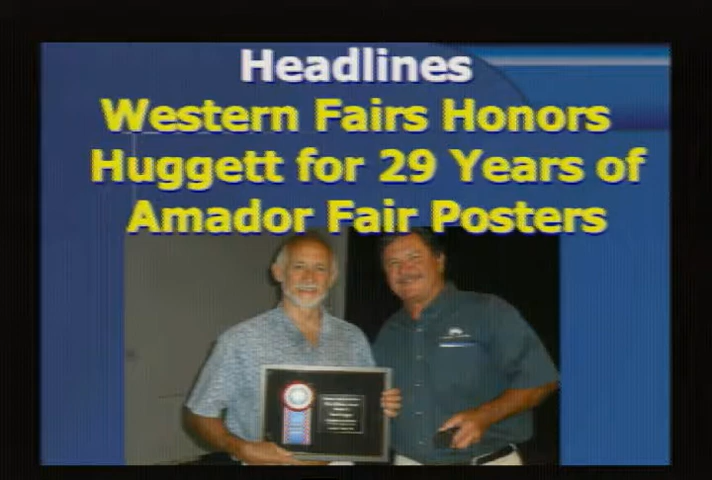 Headlines
Western Fairs Honors
Huggett for 29 Years of
Amador Fair Posters